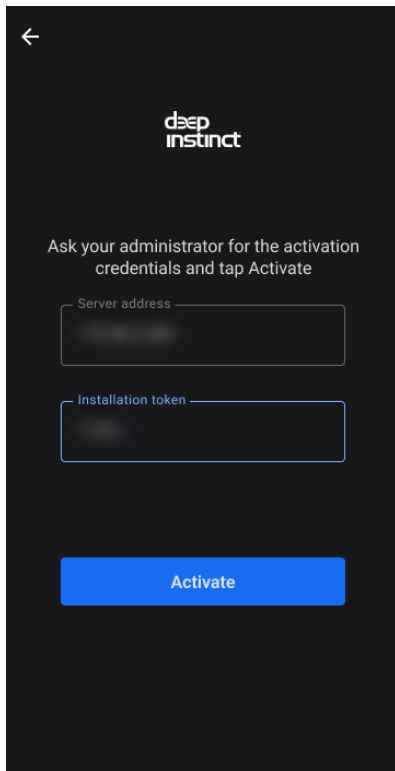 deep
instinct
Ask your administrator for the activation
credentials and tap Activate
Server address
Installation token
Activate